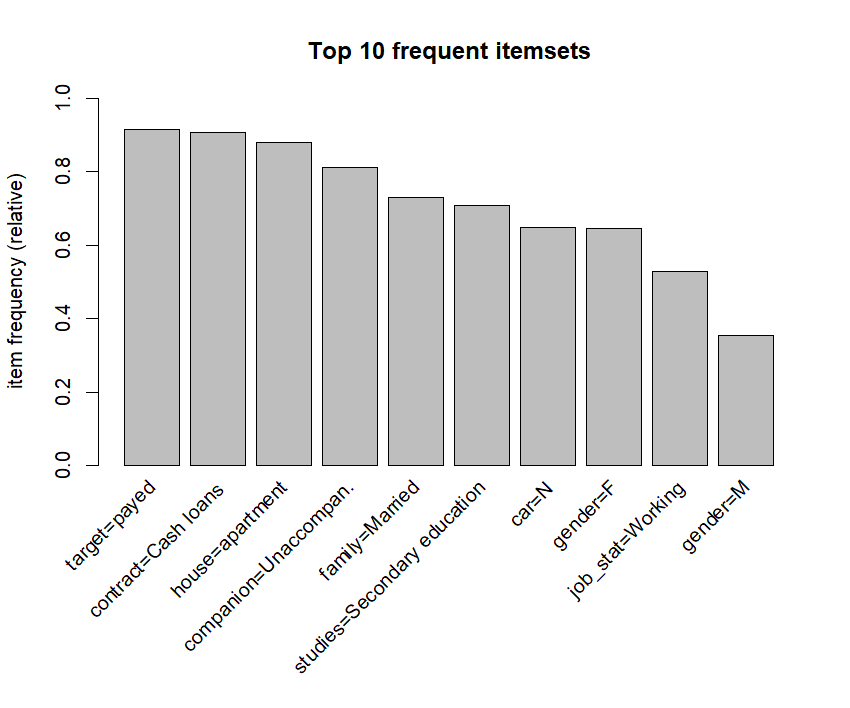 Top 10 frequent itemsets
item frequency (relative)
1.0
0.8
0.6
0.4
0.2
0.0
target=payed
contract=Cash loans
house=apartment
companion=Unaccompan.
family=Married
studies=Secondary education
car=N
gender=F
job_stat=Working
gender=M